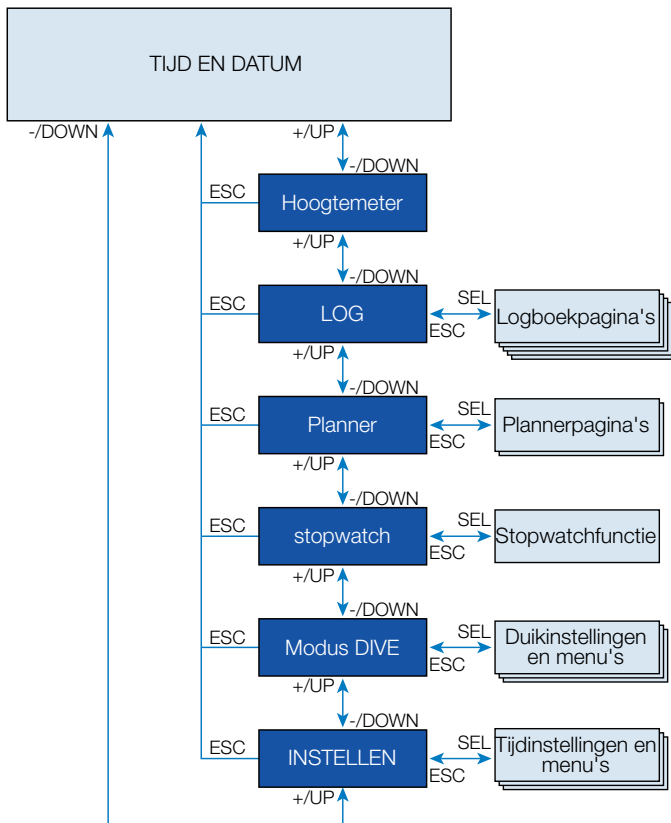 TIJD EN DATUM
-/DOWN
+/UP
-/DOWN
ESC
Hoogtemeter
+/UP
-/DOWN
ESC
LOG
SEL
ESC
Logboekpagina's
+/UP
-/DOWN
ESC
Planner
SEL
ESC
Plannerpagina's
+/UP
-/DOWN
ESC
stopwatch
SEL
ESC
Stopwatchfunctie
+/UP
-/DOWN
ESC
Modus DIVE
SEL
ESC
Duikinstellingen
en menu's
+/UP
-/DOWN
ESC
INSTELLEN
SEL
ESC
Tijdinstellingen en
menu's
+/UP